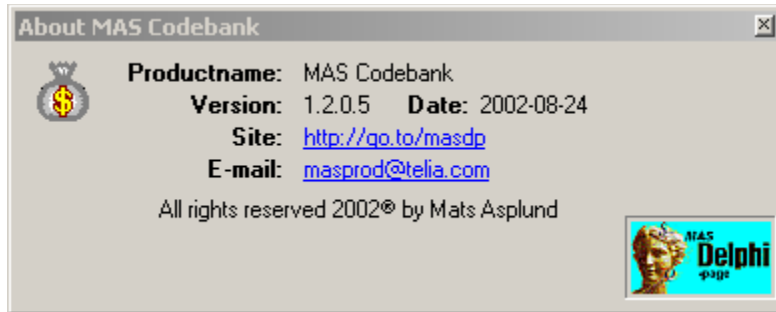 About MAS Codebank
Productname: MAS Codebank
Version: 1.2.0.5 Date: 2002-08-24
Site: http://go.to/masdp
E-mail: masprod@telia.com
All rights reserved 2002® by Mats Asplund
$
MAS
Delphi
-page